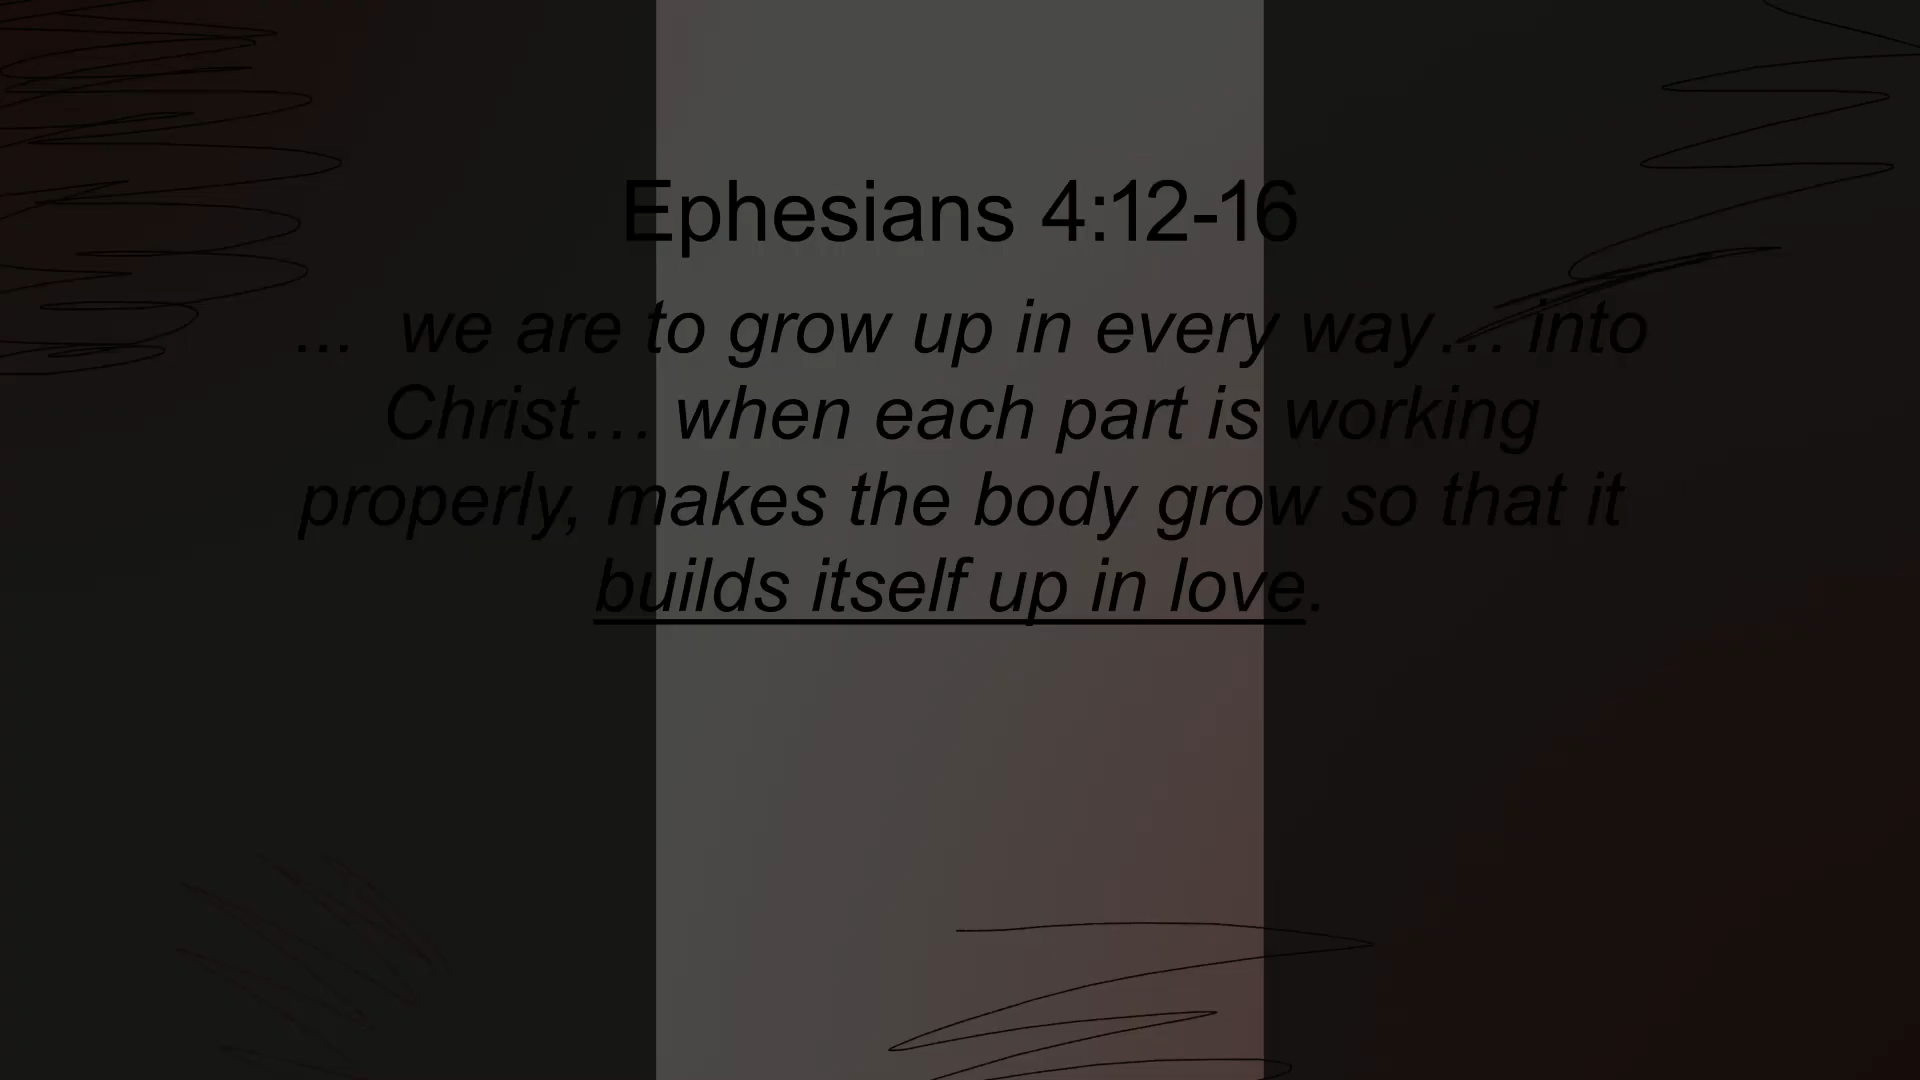 Ephesians 4:12-16
... we are to grow up in every way… into
Christ… when each part is working
properly, makes the body grow so that it
builds itself up in love.